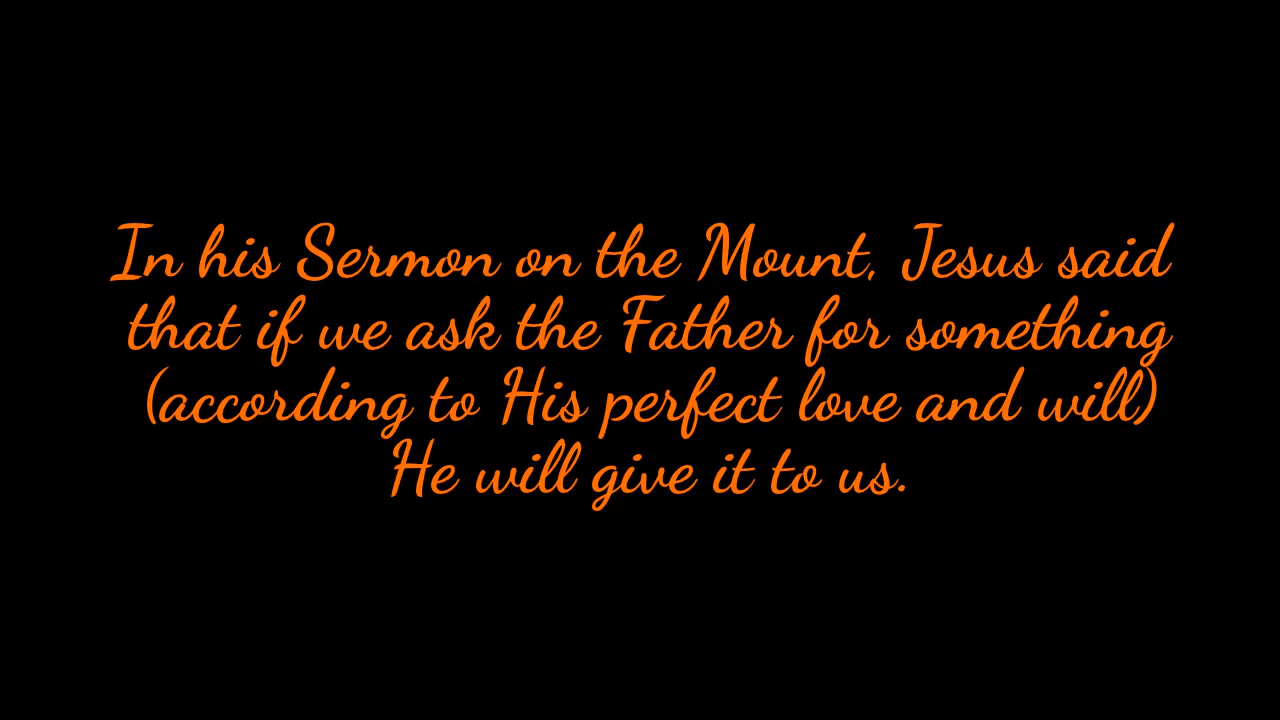 In his Sermon on the Mount, Jesus said
that if we ask the Father for something
(according to His perfect love and will)
He will give it to us.